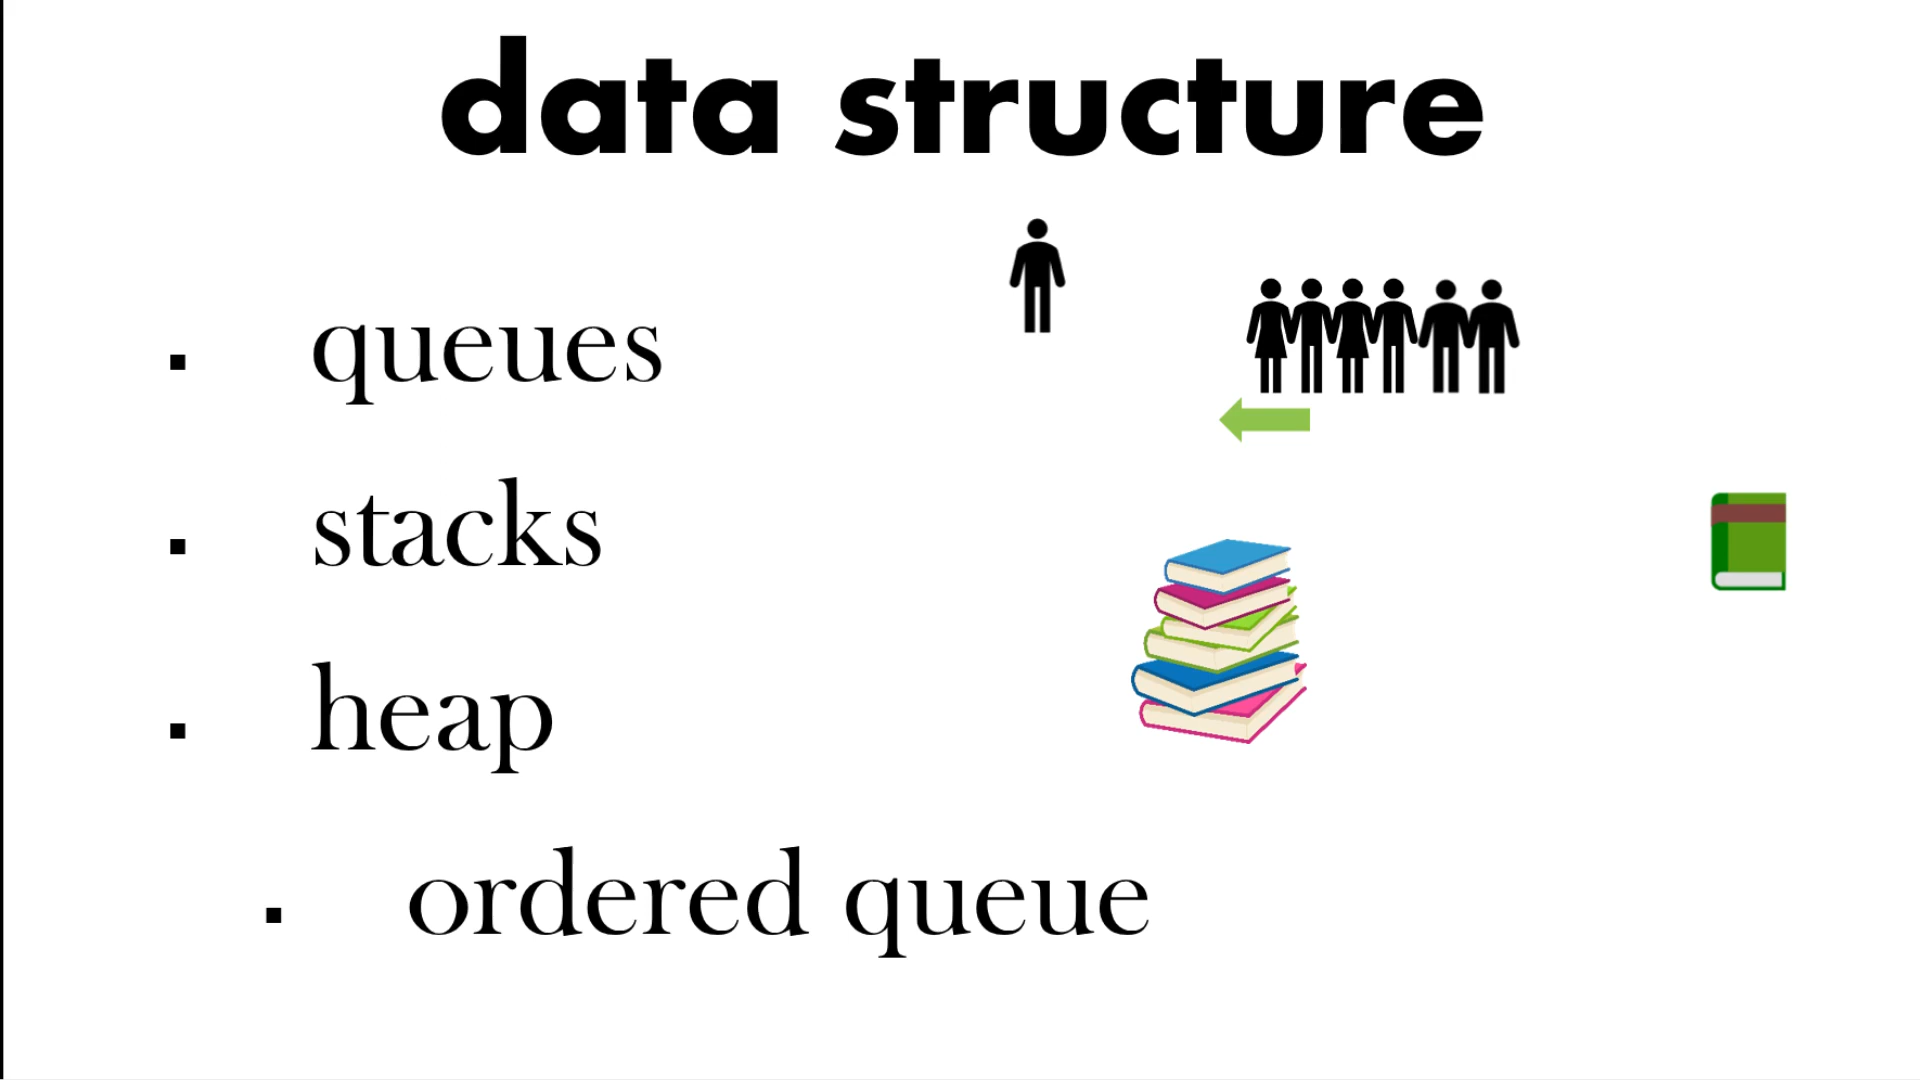 data structure
▪ queues
▪ stacks
▪ heap
▪ ordered queue